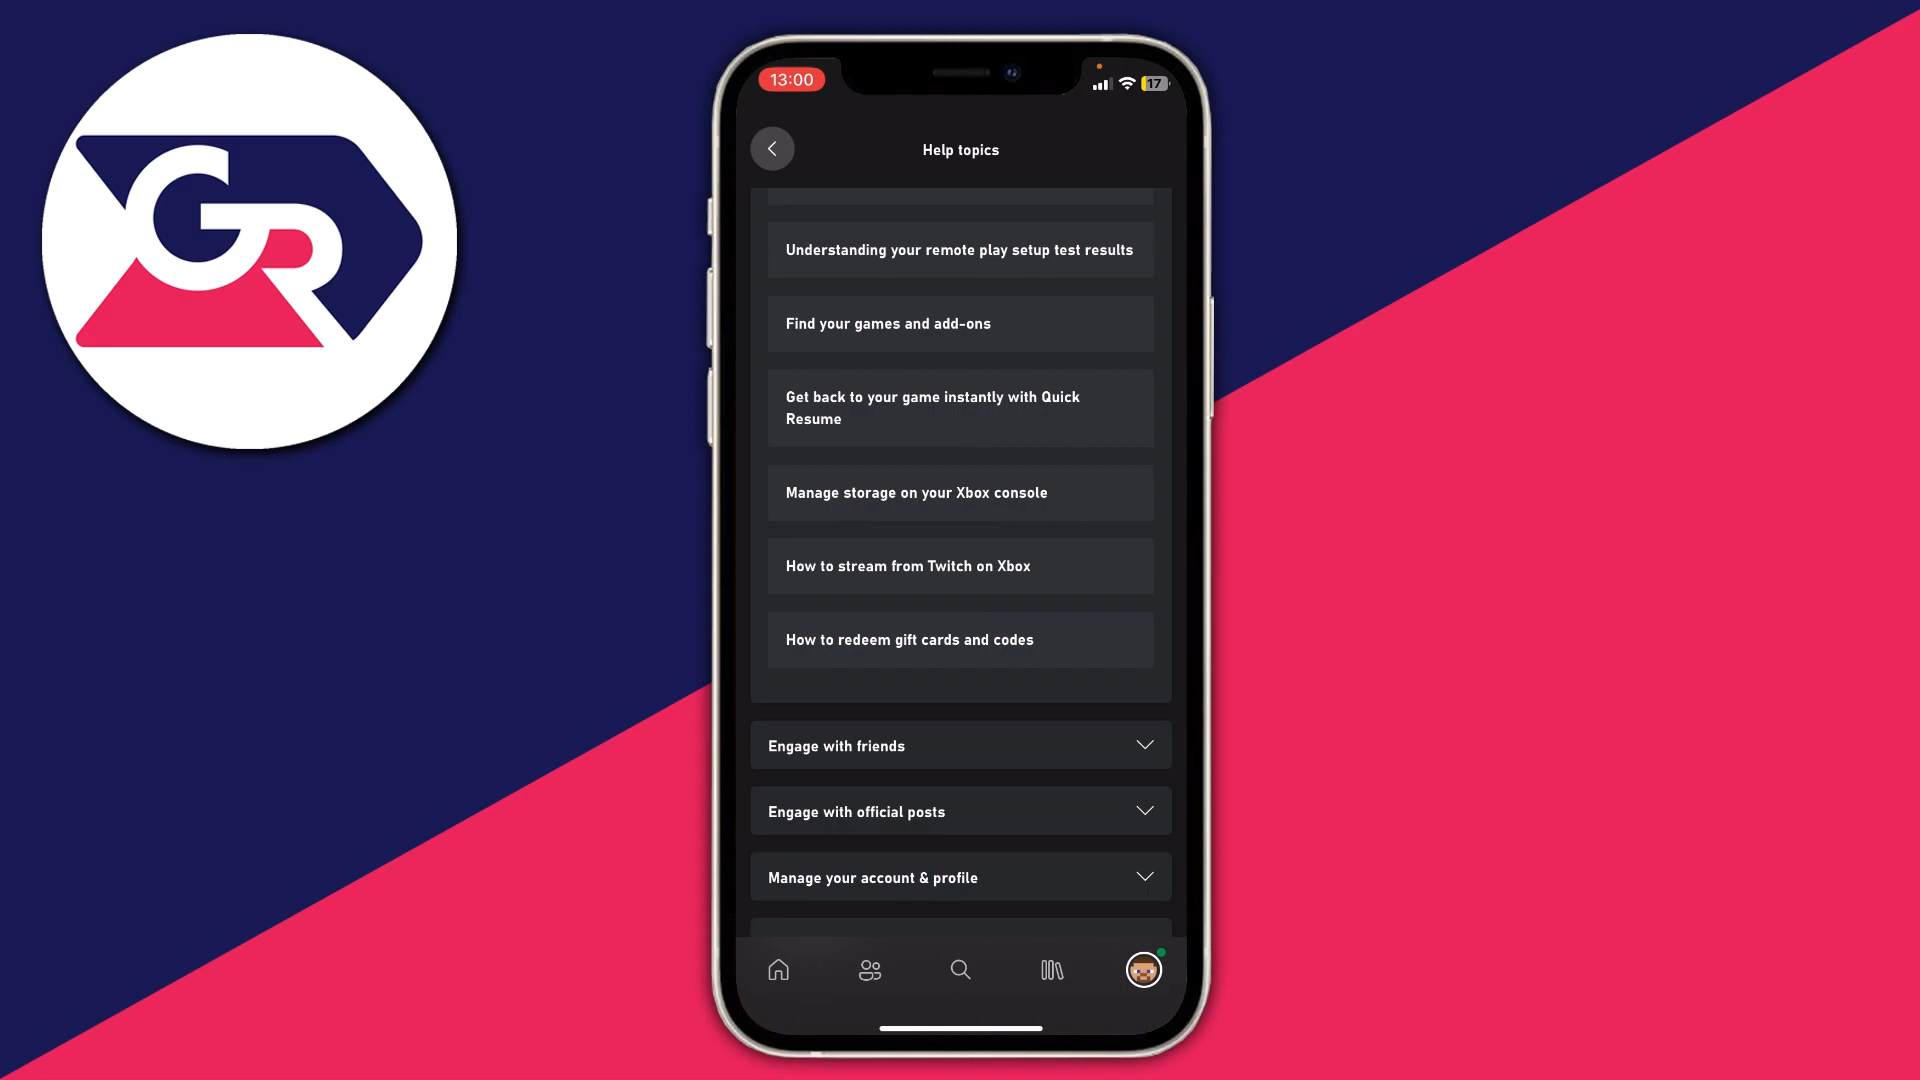 GR
13:00
17
Help topics
Understanding your remote play setup test results
Find your games and add-ons
Get back to your game instantly with Quick
Resume
Manage storage on your Xbox console
How to stream from Twitch on Xbox
How to redeem gift cards and codes
Engage with friends
Engage with official posts
Manage your account & profile